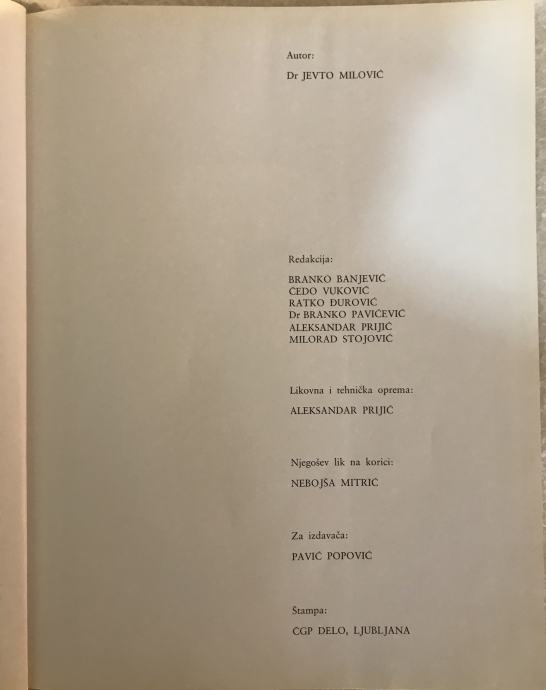 Autor:
Dr JEVTO MILOVIĆ
Redakcija:
BRANKO BANJEVIĆ
ČEDO VUKOVIĆ
RATKO ĐUROVIĆ
Dr BRANKO PAVIĆEVIĆ
ALEKSANDAR PRIJIĆ
MILORAD STOJOVIĆ
Likovna i tehnička oprema:
ALEKSANDAR PRIJIĆ
Njegošev lik na korici:
NEBOJŠA MITRIĆ
Za izdavača:
PAVIĆ POPOVIĆ
Štampa:
ČGP DELO, LJUBLJANA